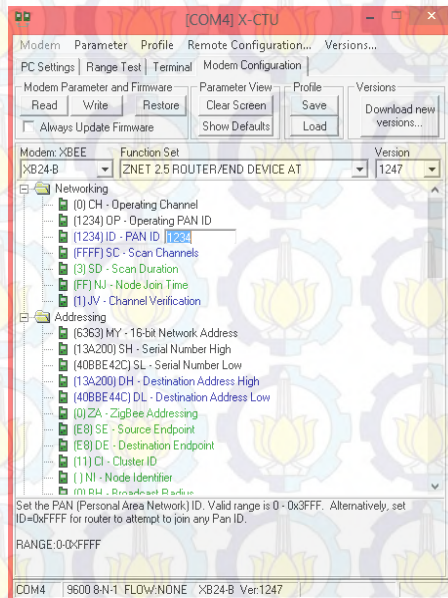 [COM4] X-CTU
Modem Parameter Profile Remote Configuration... Versions...
PC Settings Range Test Terminal Modem Configuration
Modem Parameter and Firmware Parameter View Profile Versions
Read Write Restore Clear Screen Save Download new versions...
Always Update Firmware Show Defaults Load
Modem: XBEE Function Set Version
XB24-B ZNET 2.5 ROUTER/END DEVICE AT 1247
Networking
(0) CH - Operating Channel
(1234) OP - Operating PAN ID
(1234) ID - PAN ID 1234
(FFFF) SC - Scan Channels
(3) SD - Scan Duration
(FF) NJ - Node Join Time
(1) JV - Channel Verification
Addressing
(6363) MY - 16-bit Network Address
(13A200) SH - Serial Number High
(40BBE42C) SL - Serial Number Low
(13A200) DH - Destination Address High
(40BBE44C) DL - Destination Address Low
(0) ZA - ZigBee Addressing
(E8) SE - Source Endpoint
(E8) DE - Destination Endpoint
(11) CI - Cluster ID
( ) NI - Node Identifier
(0) BH - Broadcast Radius
Set the PAN (Personal Area Network) ID. Valid range is 0 - 0x3FFF. Alternatively, set
ID=0xFFFF for router to attempt to join any Pan ID.
RANGE:0-0XFFFF
COM4 9600 8-N-1 FLOW:NONE XB24-B Ver:1247